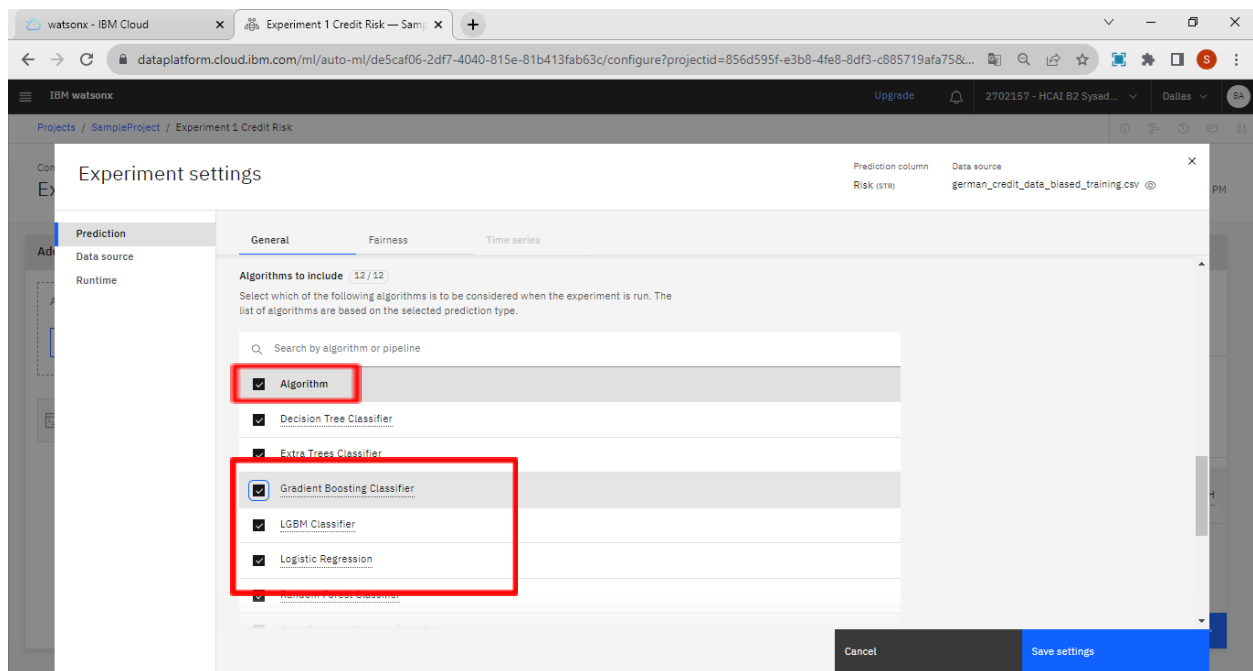 watsonx - IBM Cloud
Experiment 1 Credit Risk — Samp
dataplatform.cloud.ibm.com/ml/auto-ml/de5caf06-2df7-4040-815e-81b413fab63c/configure?projectid=856d595f-e3b8-4fe8-8df3-c885719afa75&...
S
IBM watsonx
Upgrade
2702157 - HCAI B2 Sysad...
Dallas
SA
Projects / SampleProject / Experiment 1 Credit Risk
Con
Ex
PM
Experiment settings
Prediction column
Risk (STR)
Data source
german_credit_data_biased_training.csv
Prediction
Data source
Runtime
Ad
General
Fairness
Time series
Algorithms to include 12/12
Select which of the following algorithms is to be considered when the experiment is run. The
list of algorithms are based on the selected prediction type.
Search by algorithm or pipeline
Algorithm
Decision Tree Classifier
Extra Trees Classifier
Gradient Boosting Classifier
LGBM Classifier
Logistic Regression
Random Forest Classifier
Cancel
Save settings